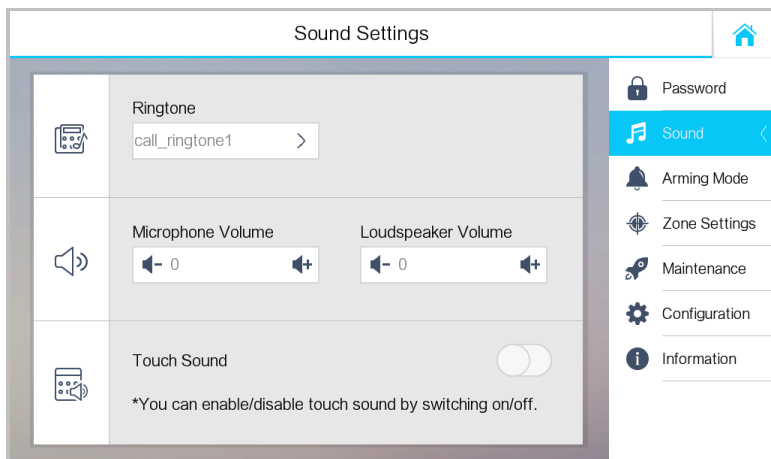 Sound Settings
Ringtone
call_ringtone1
Microphone Volume
Loudspeaker Volume
0
0
Touch Sound
*You can enable/disable touch sound by switching on/off.
Password
Sound
Arming Mode
Zone Settings
Maintenance
Configuration
Information